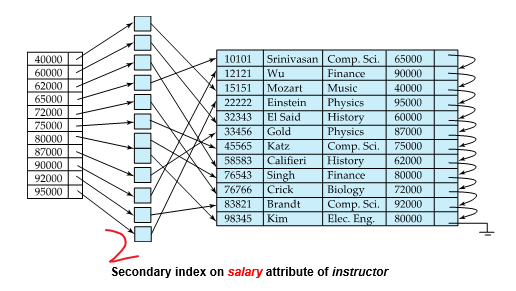 40000
60000
62000
65000
72000
75000
80000
87000
90000
92000
95000
10101 Srinivasan Comp. Sci. 65000
12121 Wu Finance 90000
15151 Mozart Music 40000
22222 Einstein Physics 95000
32343 El Said History 60000
33456 Gold Physics 87000
45565 Katz Comp. Sci. 75000
58583 Califieri History 62000
76543 Singh Finance 80000
76766 Crick Biology 72000
83821 Brandt Comp. Sci. 92000
98345 Kim Elec. Eng. 80000
2
Secondary index on salary attribute of instructor